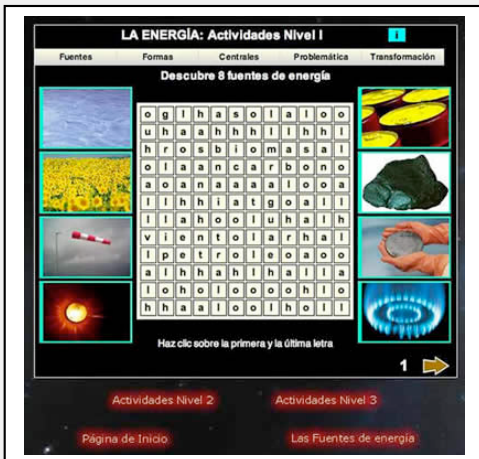 LA ENERGÍA: Actividades Nivel I i
Fuentes Formas Centrales Problemática Transformación
Descubre 8 fuentes de energía
o g l h a s o l a l o o
u h a a h h h l l h h l
h r o s b i o m a s a l
o l a a n c a r b o n o
a o a n a a a a l o o a
l l h h i a t g o a l l
l l a h o o l u h a l h
v i e n t o l a r h a l
l p e t r o l e o a o o
a l h h a h l h a l l a
l o h o l o o o o h l o
h h a a l o o l h o l l
Haz clic sobre la primera y la última letra
1
Actividades Nivel 2 Actividades Nivel 3
Página de Inicio Las Fuentes de energía